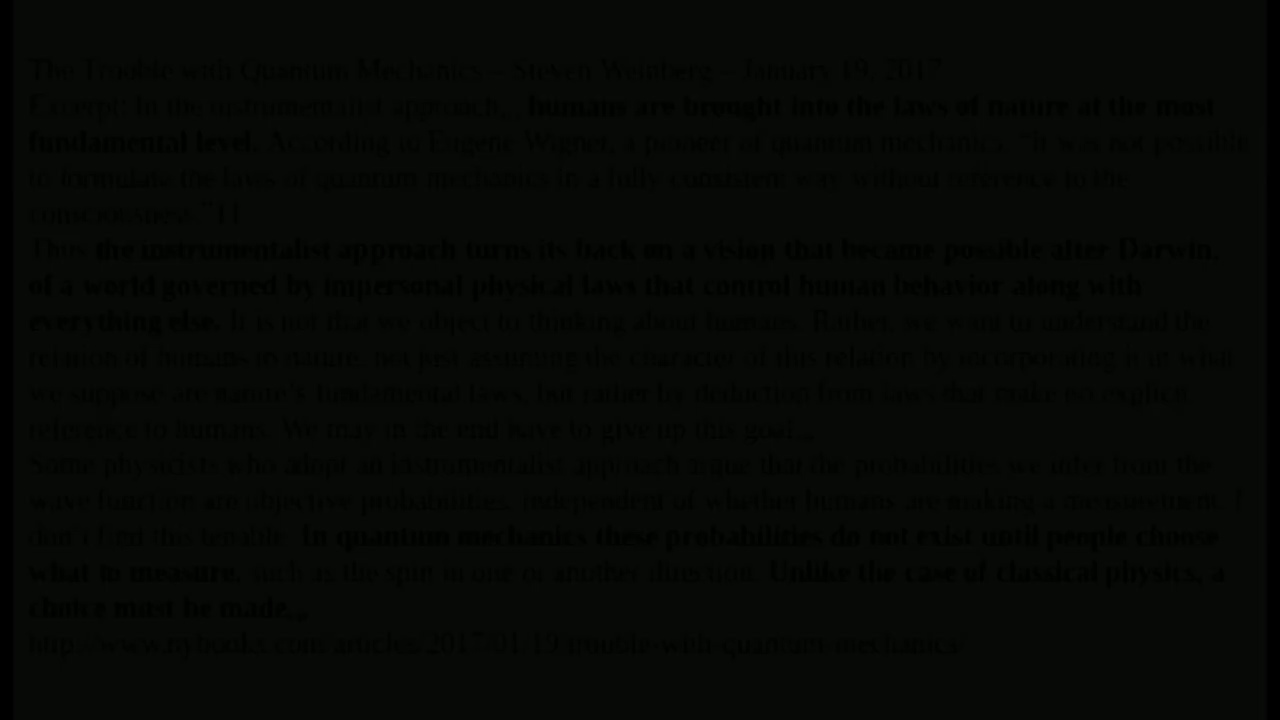 The Trouble with Quantum Mechanics – Steven Weinberg – January 19, 2017
Excerpt: In the instrumentalist approach,,, humans are brought into the laws of nature at the most
fundamental level. According to Eugene Wigner, a pioneer of quantum mechanics, “it was not possible
to formulate the laws of quantum mechanics in a fully consistent way without reference to the
consciousness.”11
Thus the instrumentalist approach turns its back on a vision that became possible after Darwin,
of a world governed by impersonal physical laws that control human behavior along with
everything else. It is not that we object to thinking about humans. Rather, we want to understand the
relation of humans to nature, not just assuming the character of this relation by incorporating it in what
we suppose are nature’s fundamental laws, but rather by deduction from laws that make no explicit
reference to humans. We may in the end have to give up this goal,,,
Some physicists who adopt an instrumentalist approach argue that the probabilities we infer from the
wave function are objective probabilities, independent of whether humans are making a measurement. I
don’t find this tenable. In quantum mechanics these probabilities do not exist until people choose
what to measure, such as the spin in one or another direction. Unlike the case of classical physics, a
choice must be made,,,
http://www.nybooks.com/articles/2017/01/19/trouble-with-quantum-mechanics/